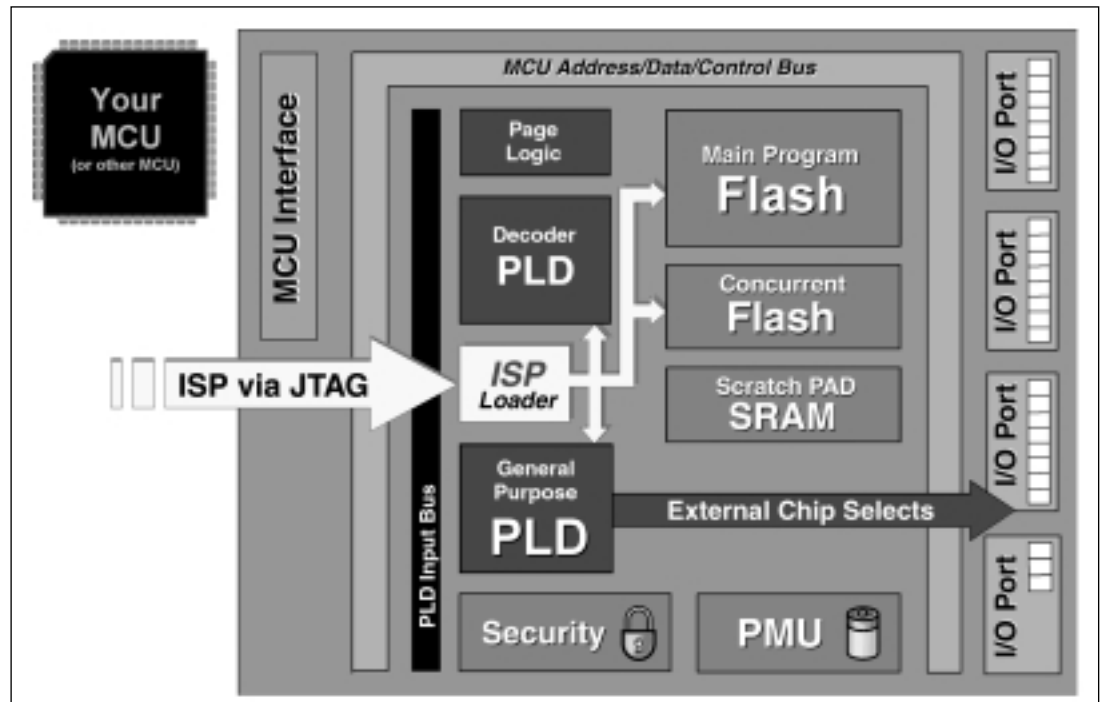 Your
MCU
(or other MCU)
MCU Interface
MCU Address/Data/Control Bus
Page
Logic
Decoder
PLD
ISP via JTAG
ISP
Loader
General
Purpose
PLD
PLD Input Bus
Main Program
Flash
Concurrent
Flash
Scratch PAD
SRAM
External Chip Selects
Security
PMU
I/O Port
I/O Port
I/O Port
I/O Port